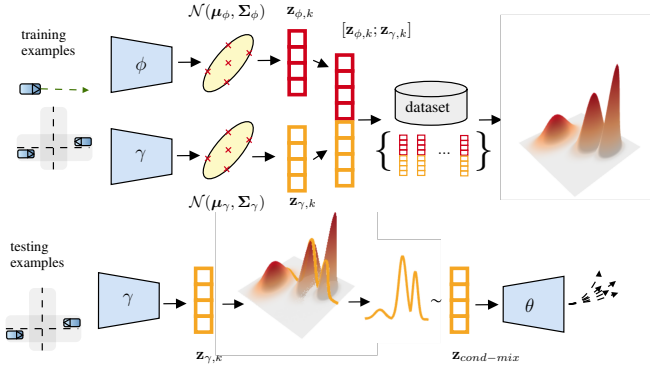 training
examples
ϕ
𝒩(μ_ϕ, Σ_ϕ)
z_{ϕ,k}
[z_{ϕ,k}; z_{γ,k}]
γ
𝒩(μ_γ, Σ_γ)
z_{γ,k}
dataset
{ ... }
testing
examples
γ
z_{γ,k}
~
z_{cond−mix}
θ